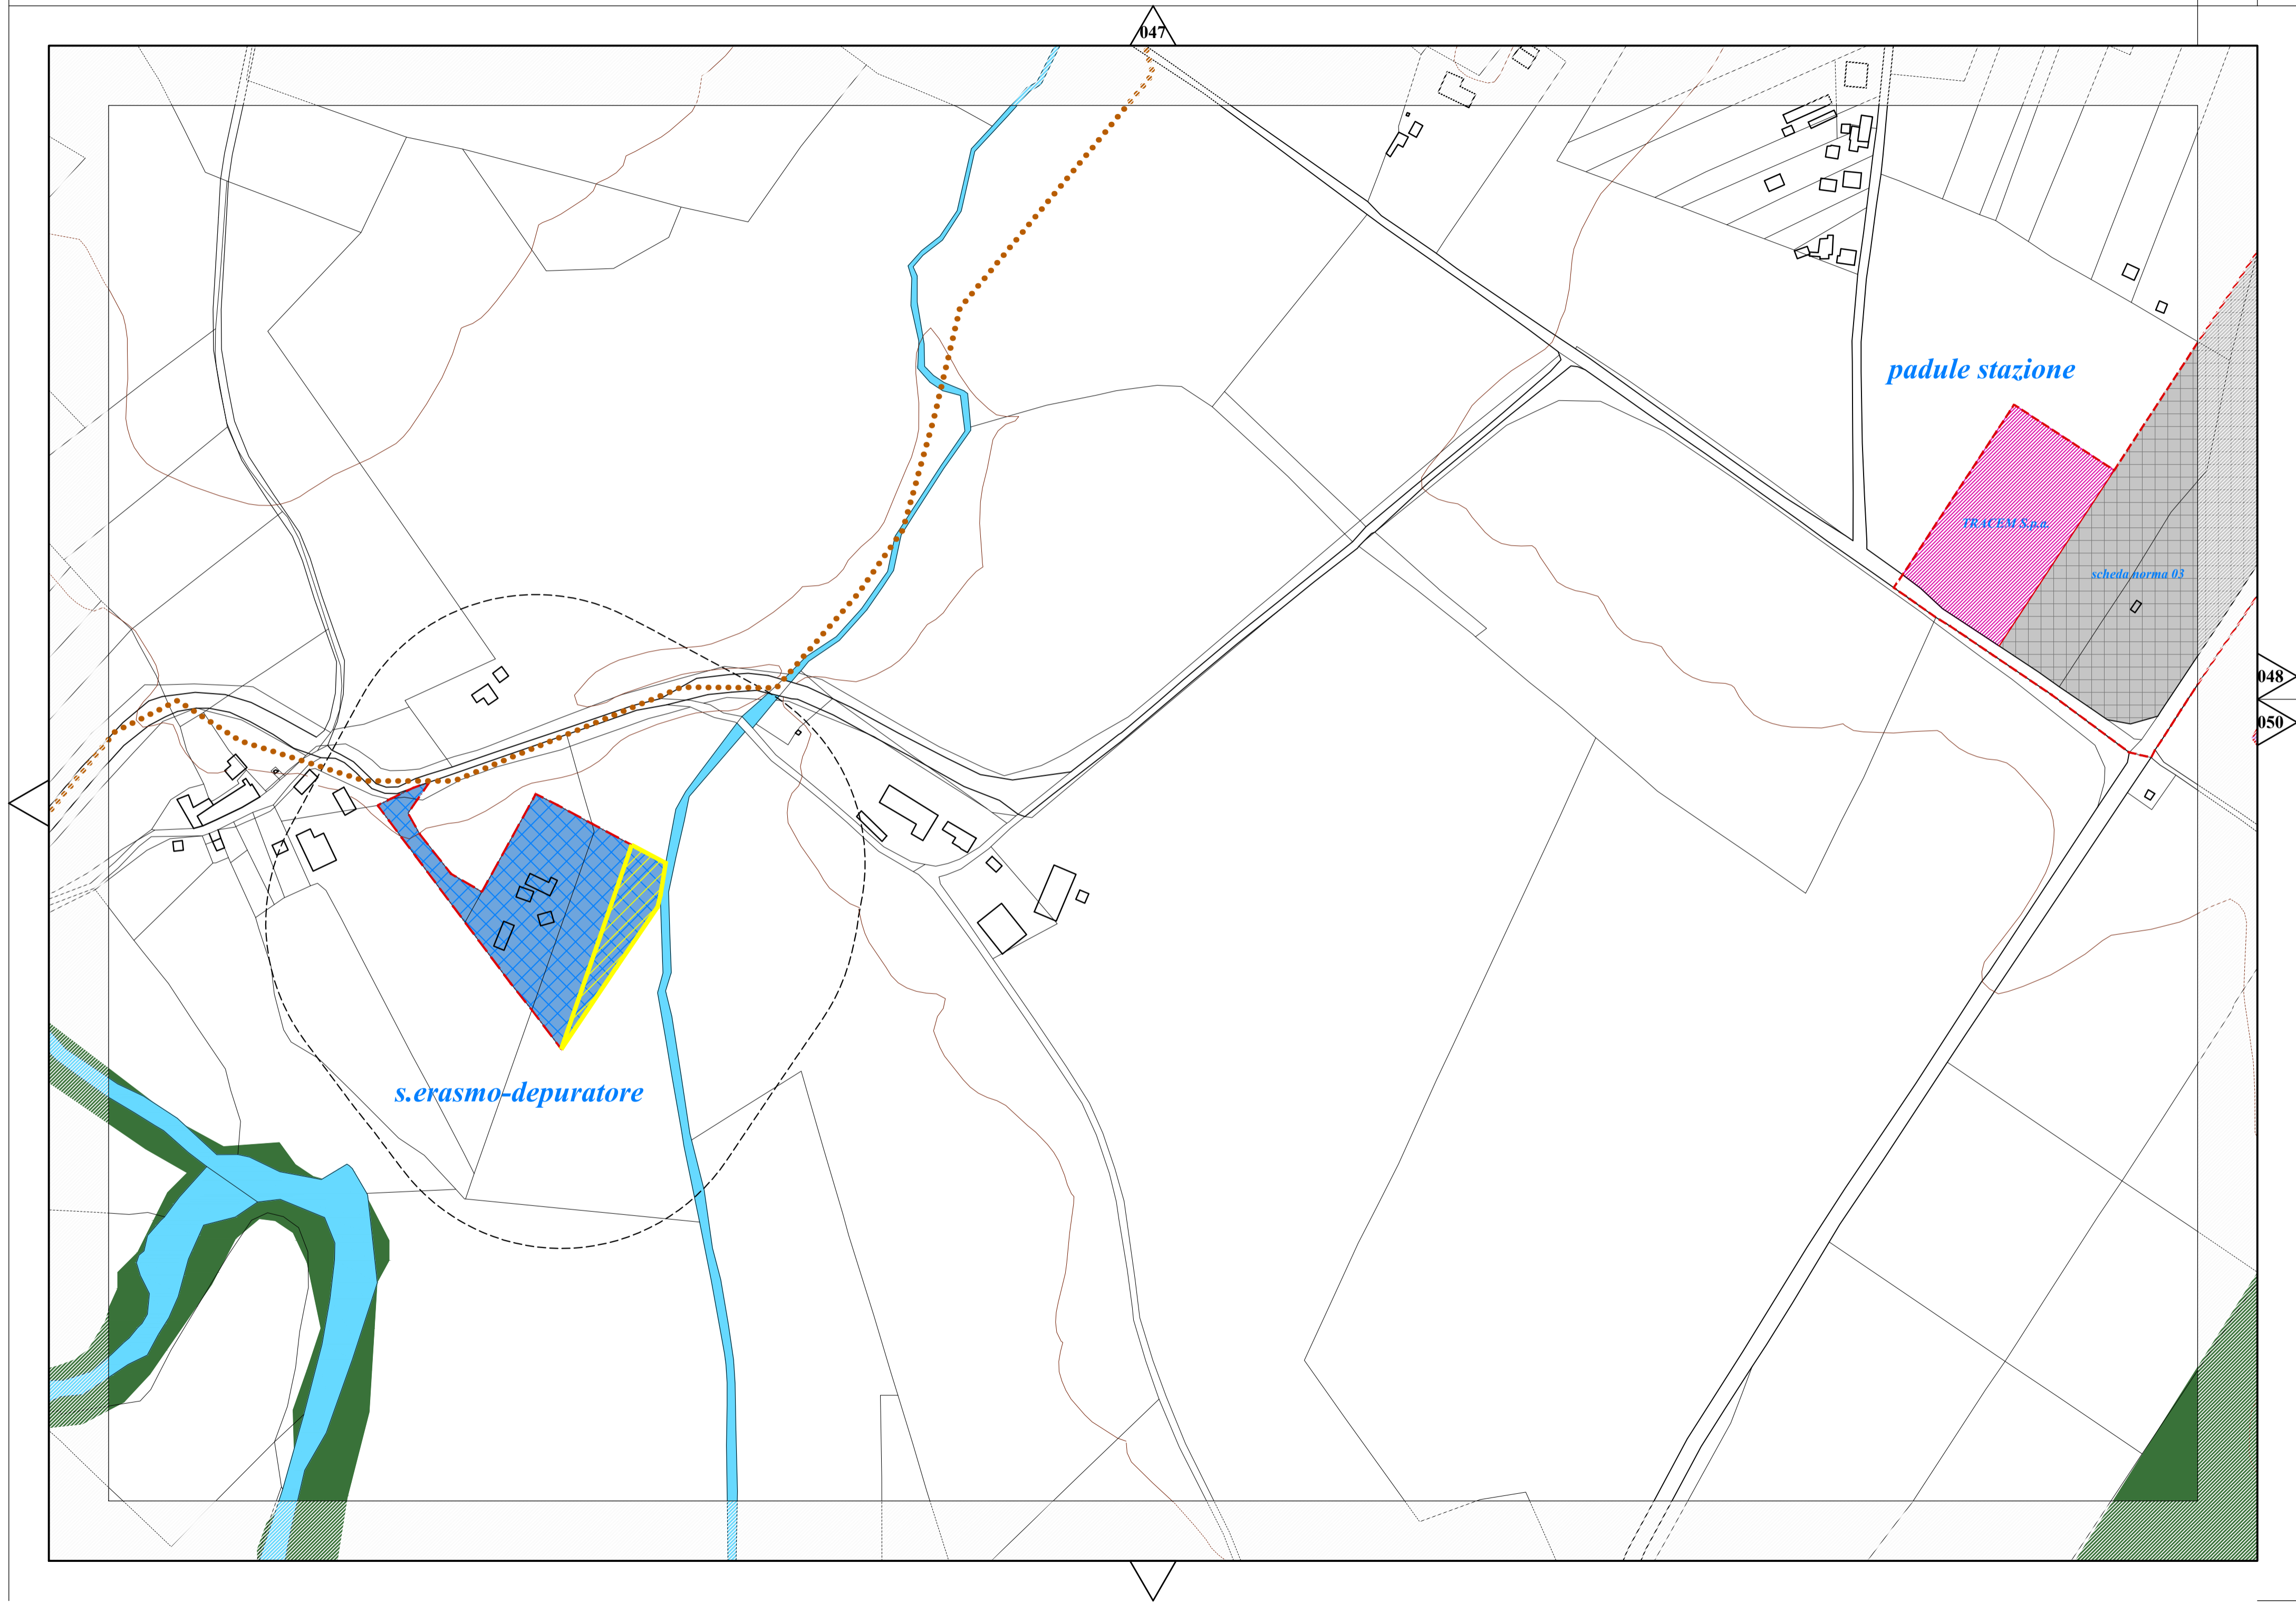 047
padule stazione
TRACEM S.p.a.
scheda norma 03
048
050
s.erasmo-depuratore